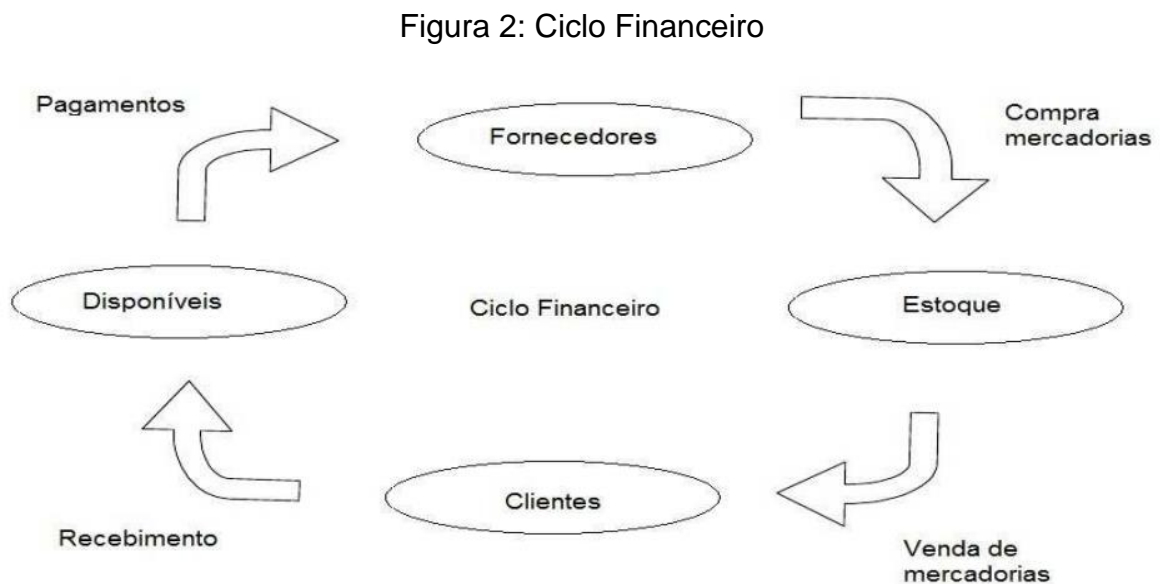 Figura 2: Ciclo Financeiro
Pagamentos
Fornecedores
Compra
mercadorias
Disponíveis
Ciclo Financeiro
Estoque
Clientes
Recebimento
Venda de
mercadorias